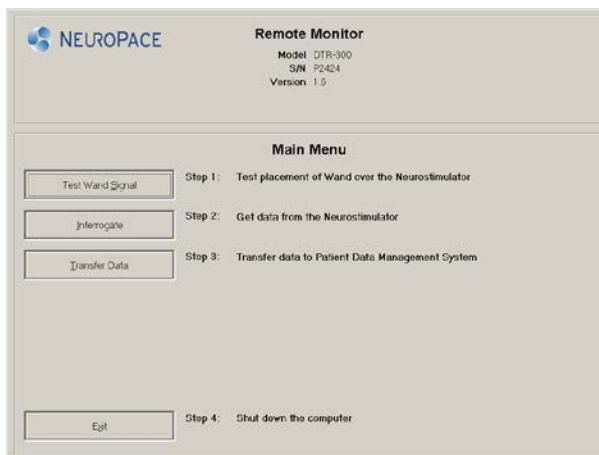 NEUROPACE
Remote Monitor
Model DTR-300
S/N P2424
Version 1.6
Main Menu
Test Wand Signal Step 1: Test placement of Wand over the Neurostimulator
Interrogate Step 2: Get data from the Neurostimulator
Transfer Data Step 3: Transfer data to Patient Data Management System
Exit Step 4: Shut down the computer